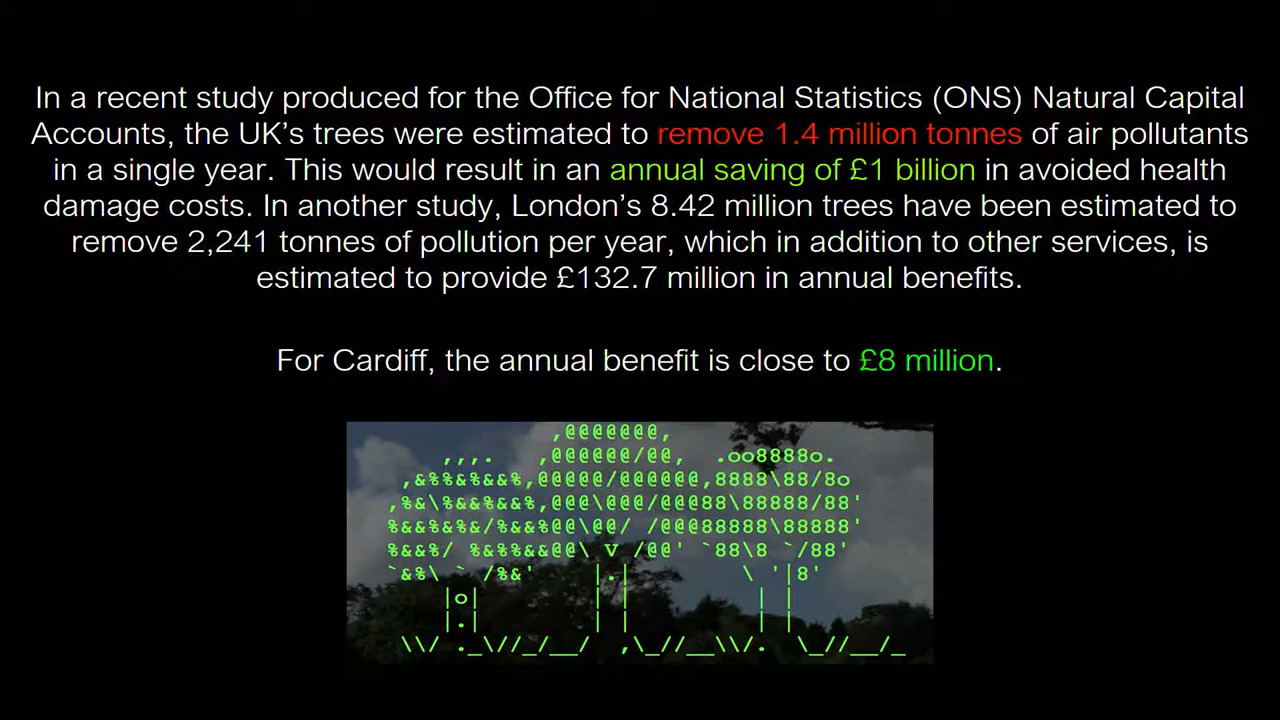 In a recent study produced for the Office for National Statistics (ONS) Natural Capital
Accounts, the UK's trees were estimated to remove 1.4 million tonnes of air pollutants
in a single year. This would result in an annual saving of £1 billion in avoided health
damage costs. In another study, London's 8.42 million trees have been estimated to
remove 2,241 tonnes of pollution per year, which in addition to other services, is
estimated to provide £132.7 million in annual benefits.
For Cardiff, the annual benefit is close to £8 million.